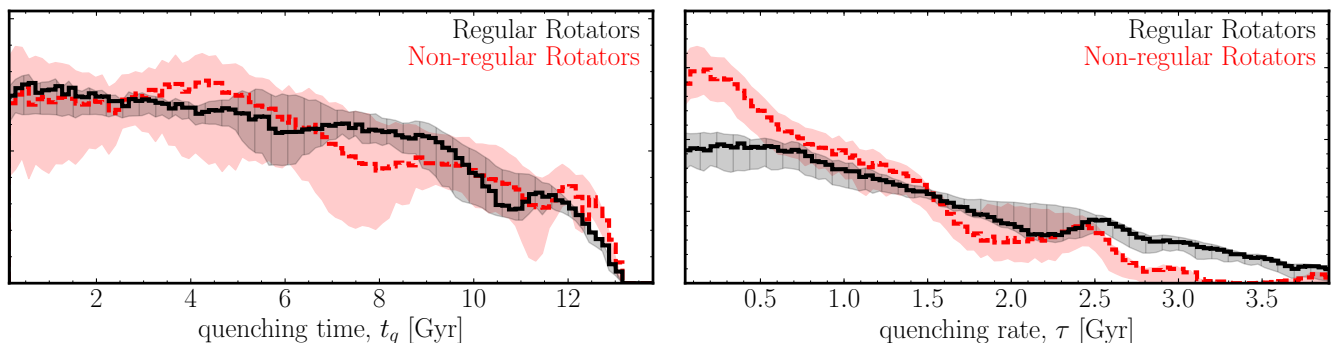 Regular Rotators
Non-regular Rotators
2 4 6 8 10 12
quenching time, t_q [Gyr]
Regular Rotators
Non-regular Rotators
0.5 1.0 1.5 2.0 2.5 3.0 3.5
quenching rate, τ [Gyr]